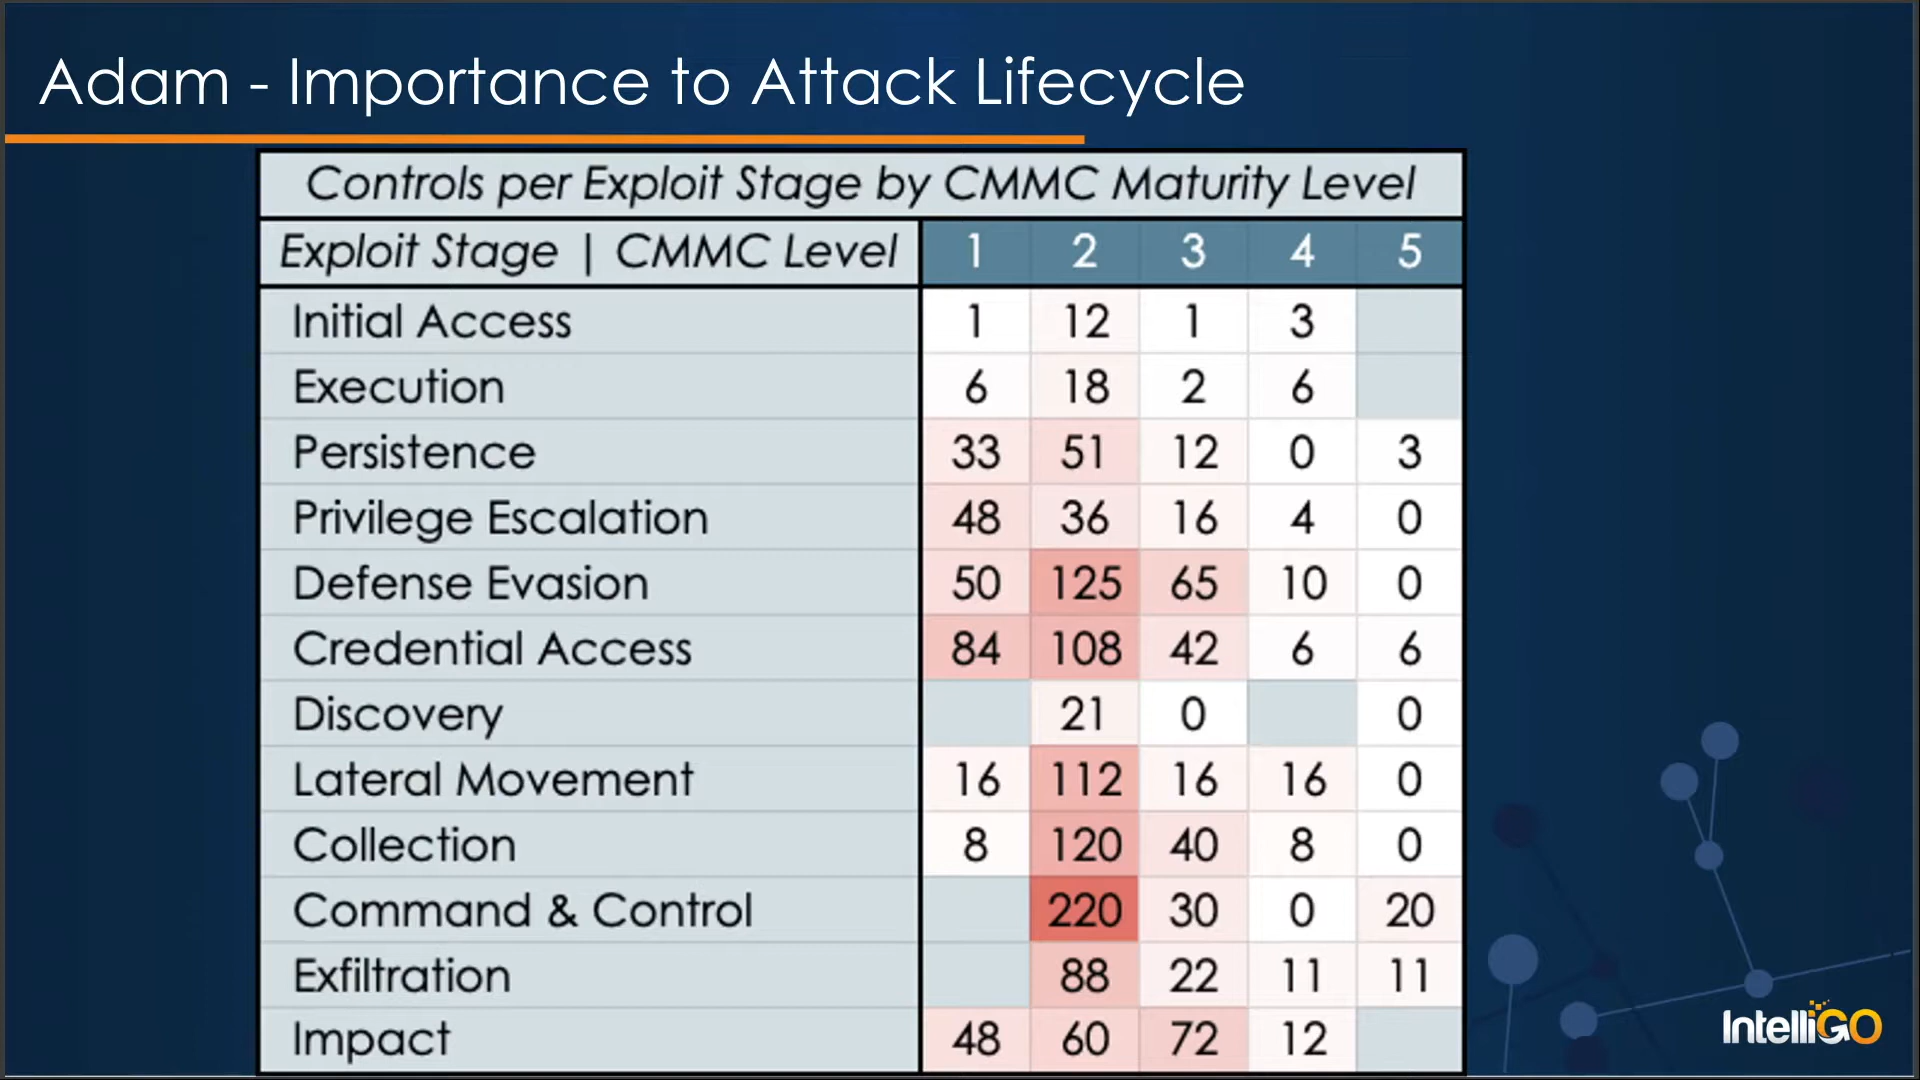 Adam - Importance to Attack Lifecycle
Controls per Exploit Stage by CMMC Maturity Level
Exploit Stage | CMMC Level 1 2 3 4 5
Initial Access 1 12 1 3
Execution 6 18 2 6
Persistence 33 51 12 0 3
Privilege Escalation 48 36 16 4 0
Defense Evasion 50 125 65 10 0
Credential Access 84 108 42 6 6
Discovery 21 0 0
Lateral Movement 16 112 16 16 0
Collection 8 120 40 8 0
Command & Control 220 30 0 20
Exfiltration 88 22 11 11
Impact 48 60 72 12
IntelliGO